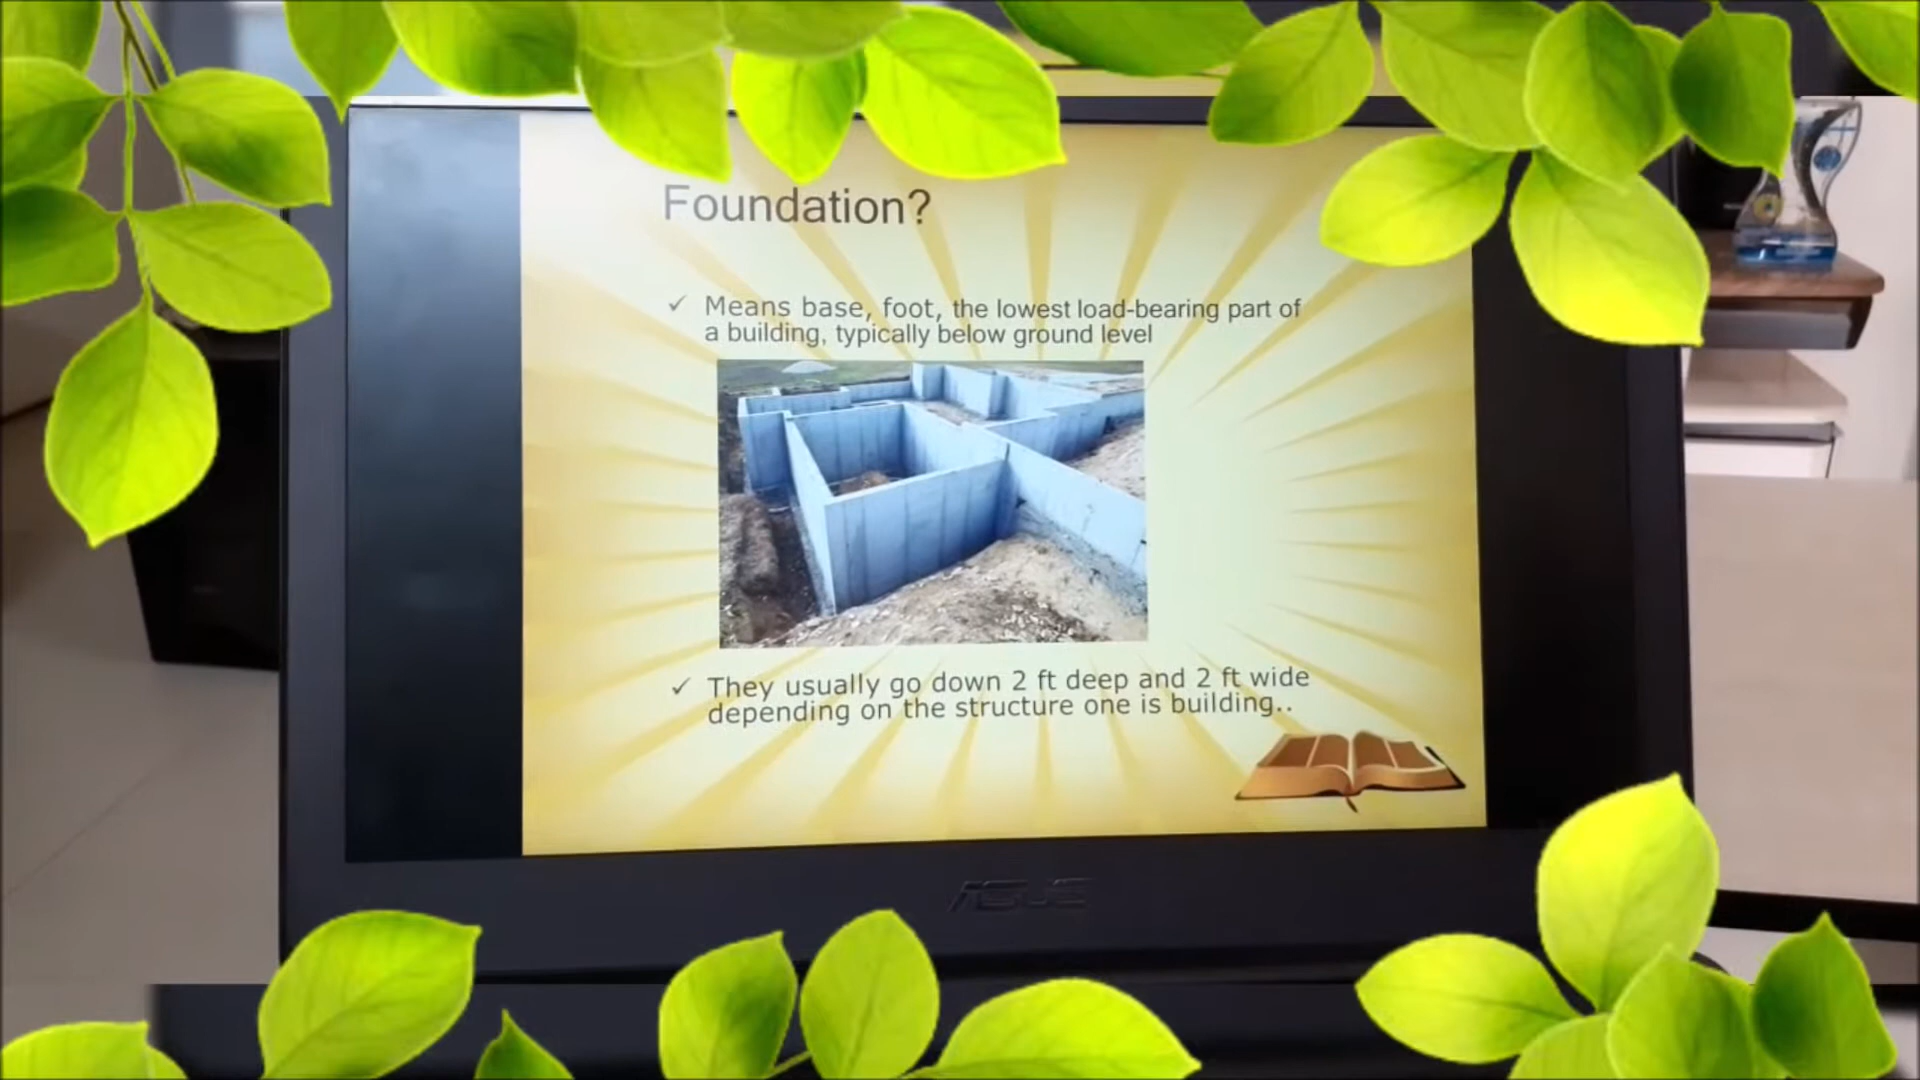 Foundation?
✓ Means base, foot, the lowest load-bearing part of
a building, typically below ground level
✓ They usually go down 2 ft deep and 2 ft wide
depending on the structure one is building..
ASUS